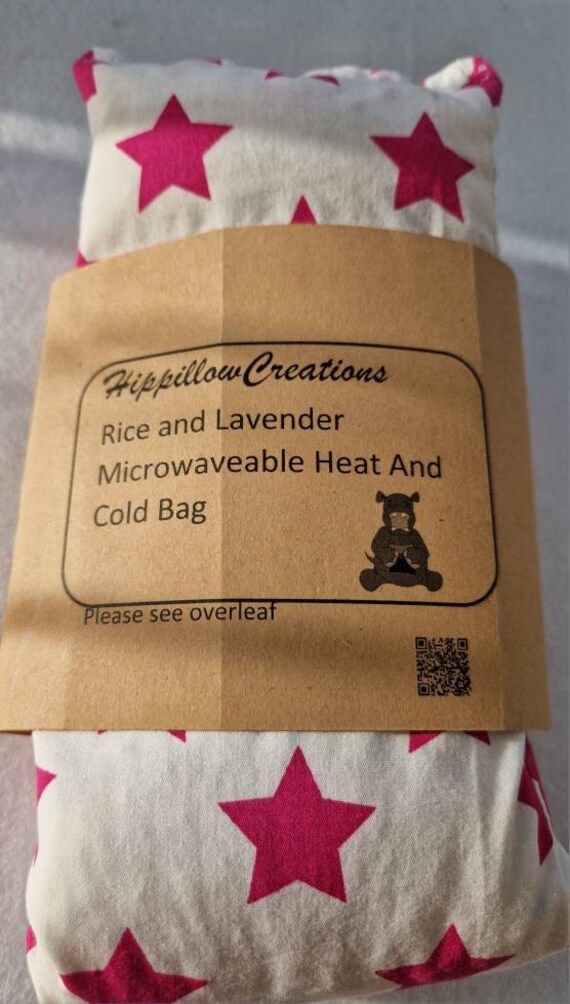 HippillowCreations
Rice and Lavender
Microwaveable Heat And
Cold Bag
Please see overleaf